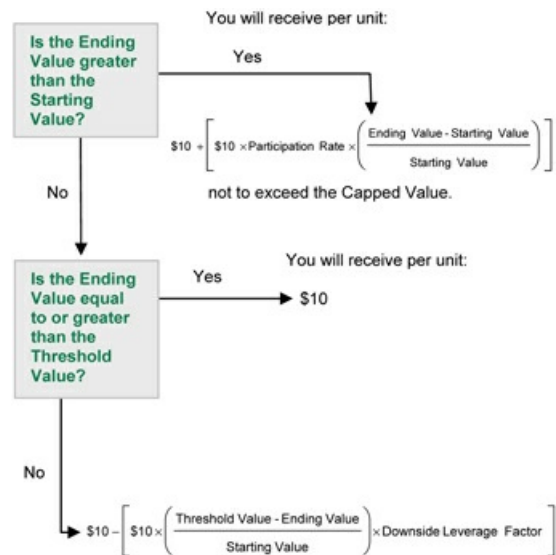 You will receive per unit:
Is the Ending
Value greater
than the
Starting
Value?
Yes
$10 + [ $10 × Participation Rate × ( Ending Value - Starting Value / Starting Value ) ]
not to exceed the Capped Value.
No
Is the Ending
Value equal
to or greater
than the
Threshold
Value?
Yes
You will receive per unit:
$10
No
$10 − [ $10 × ( Threshold Value - Ending Value / Starting Value ) × Downside Leverage Factor ]